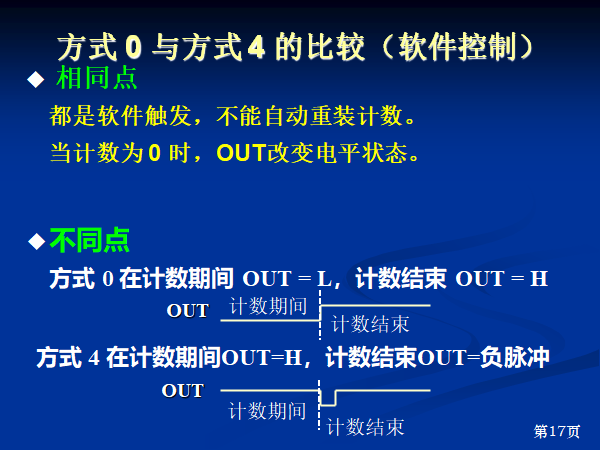 方式 0 与方式 4 的比较（软件控制）
相同点
都是软件触发，不能自动重装计数。
当计数为 0 时，OUT改变电平状态。
不同点
方式 0 在计数期间 OUT = L，计数结束 OUT = H
OUT 计数期间
计数结束
方式 4 在计数期间OUT=H，计数结束OUT=负脉冲
OUT
计数期间
计数结束
第17页